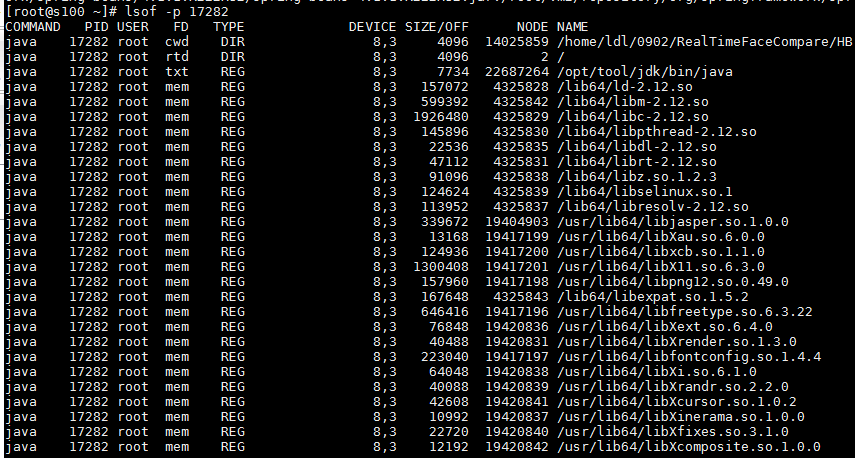 [root@s100 ~]# lsof -p 17282
COMMAND PID USER FD TYPE DEVICE SIZE/OFF NODE NAME
java 17282 root cwd DIR 8,3 4096 14025859 /home/ldl/0902/RealTimeFaceCompare/HB
java 17282 root rtd DIR 8,3 4096 2 /
java 17282 root txt REG 8,3 7734 22687264 /opt/tool/jdk/bin/java
java 17282 root mem REG 8,3 157072 4325828 /lib64/ld-2.12.so
java 17282 root mem REG 8,3 599392 4325842 /lib64/libm-2.12.so
java 17282 root mem REG 8,3 1926480 4325829 /lib64/libc-2.12.so
java 17282 root mem REG 8,3 145896 4325830 /lib64/libpthread-2.12.so
java 17282 root mem REG 8,3 22536 4325835 /lib64/libdl-2.12.so
java 17282 root mem REG 8,3 47112 4325831 /lib64/librt-2.12.so
java 17282 root mem REG 8,3 91096 4325838 /lib64/libz.so.1.2.3
java 17282 root mem REG 8,3 124624 4325839 /lib64/libselinux.so.1
java 17282 root mem REG 8,3 113952 4325837 /lib64/libresolv-2.12.so
java 17282 root mem REG 8,3 339672 19404903 /usr/lib64/libjasper.so.1.0.0
java 17282 root mem REG 8,3 13168 19417199 /usr/lib64/libXau.so.6.0.0
java 17282 root mem REG 8,3 124936 19417200 /usr/lib64/libxcb.so.1.1.0
java 17282 root mem REG 8,3 1300408 19417201 /usr/lib64/libX11.so.6.3.0
java 17282 root mem REG 8,3 157960 19417198 /usr/lib64/libpng12.so.0.49.0
java 17282 root mem REG 8,3 167648 4325843 /lib64/libexpat.so.1.5.2
java 17282 root mem REG 8,3 646416 19417196 /usr/lib64/libfreetype.so.6.3.22
java 17282 root mem REG 8,3 76848 19420836 /usr/lib64/libXext.so.6.4.0
java 17282 root mem REG 8,3 40488 19420831 /usr/lib64/libXrender.so.1.3.0
java 17282 root mem REG 8,3 223040 19417197 /usr/lib64/libfontconfig.so.1.4.4
java 17282 root mem REG 8,3 64048 19420838 /usr/lib64/libXi.so.6.1.0
java 17282 root mem REG 8,3 40088 19420839 /usr/lib64/libXrandr.so.2.2.0
java 17282 root mem REG 8,3 42608 19420841 /usr/lib64/libXcursor.so.1.0.2
java 17282 root mem REG 8,3 10992 19420837 /usr/lib64/libXinerama.so.1.0.0
java 17282 root mem REG 8,3 22720 19420840 /usr/lib64/libXfixes.so.3.1.0
java 17282 root mem REG 8,3 12192 19420842 /usr/lib64/libXcomposite.so.1.0.0